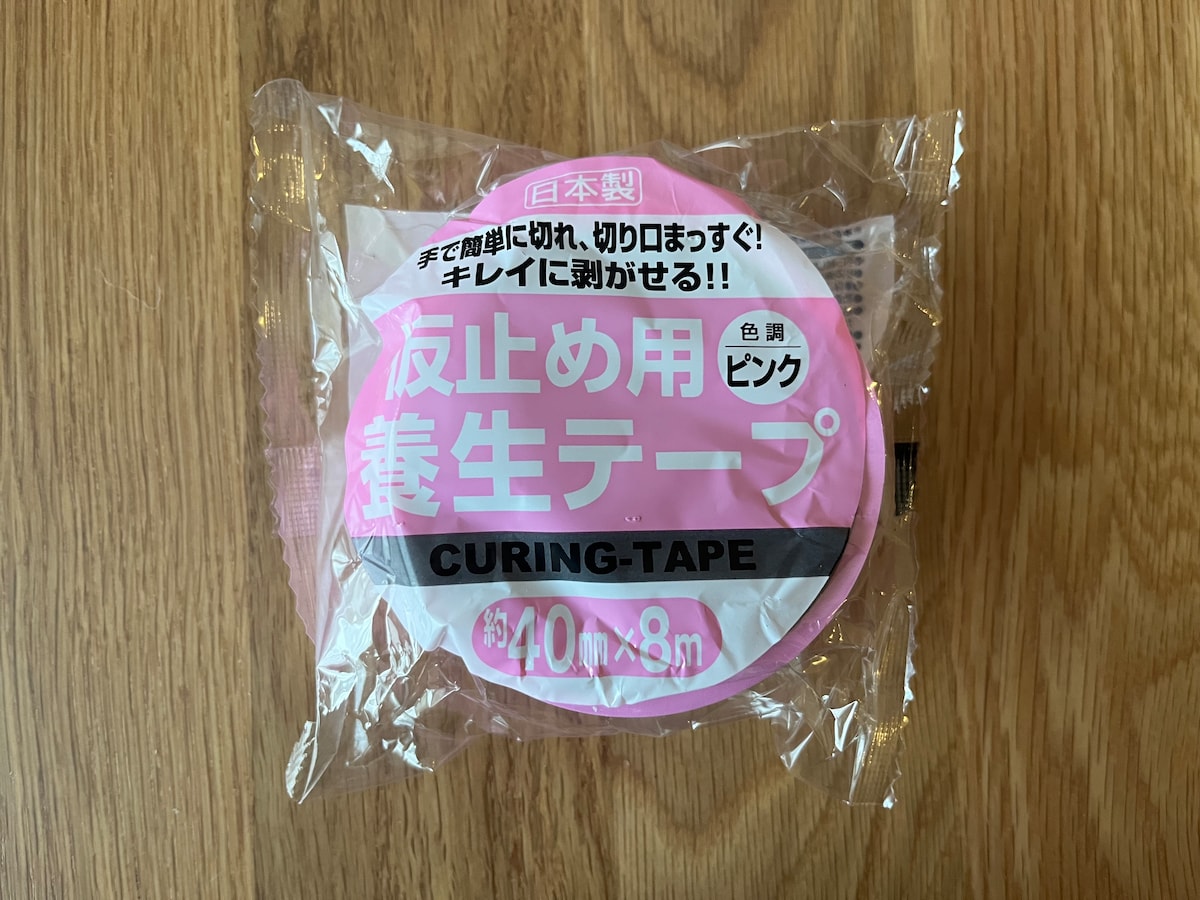 日本製
手で簡単に切れ、切り口まっすぐ!
キレイに剥がせる!!
仮止め用
色調
ピンク
養生テープ
CURING-TAPE
約40mm×8m